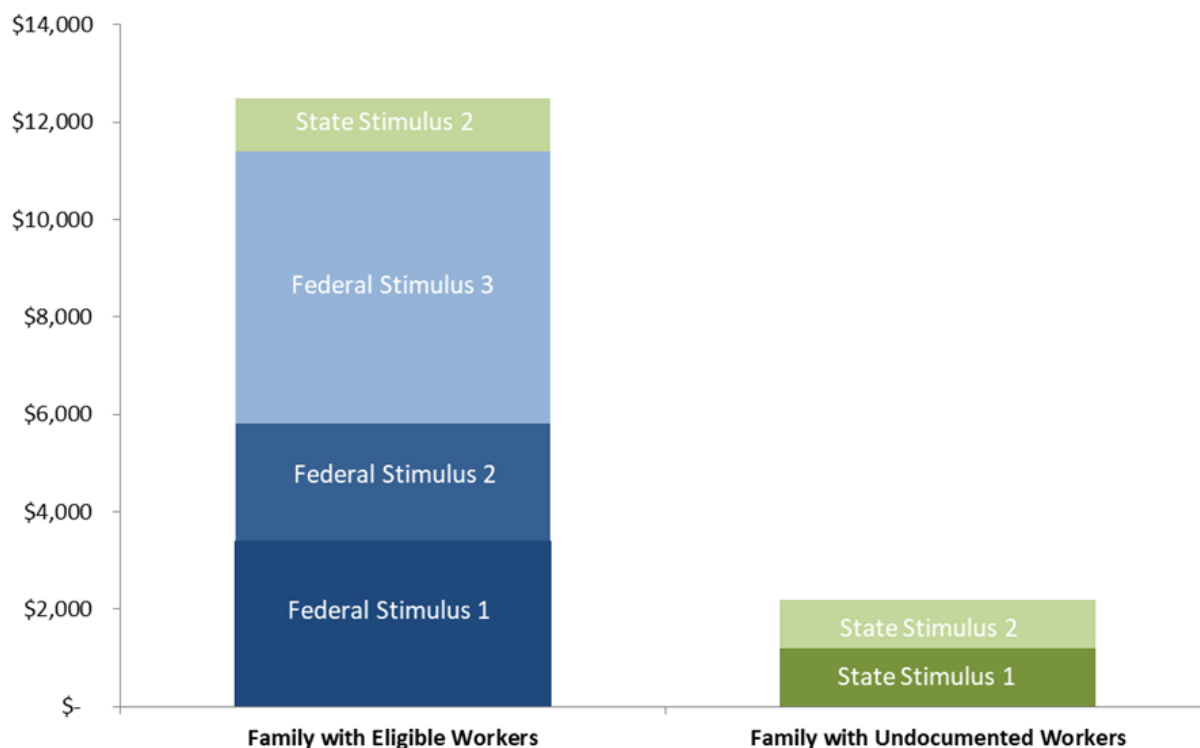 $14,000
$12,000
$10,000
$8,000
$6,000
$4,000
$2,000
$-
State Stimulus 2
Federal Stimulus 3
Federal Stimulus 2
Federal Stimulus 1
State Stimulus 2
State Stimulus 1
Family with Eligible Workers
Family with Undocumented Workers